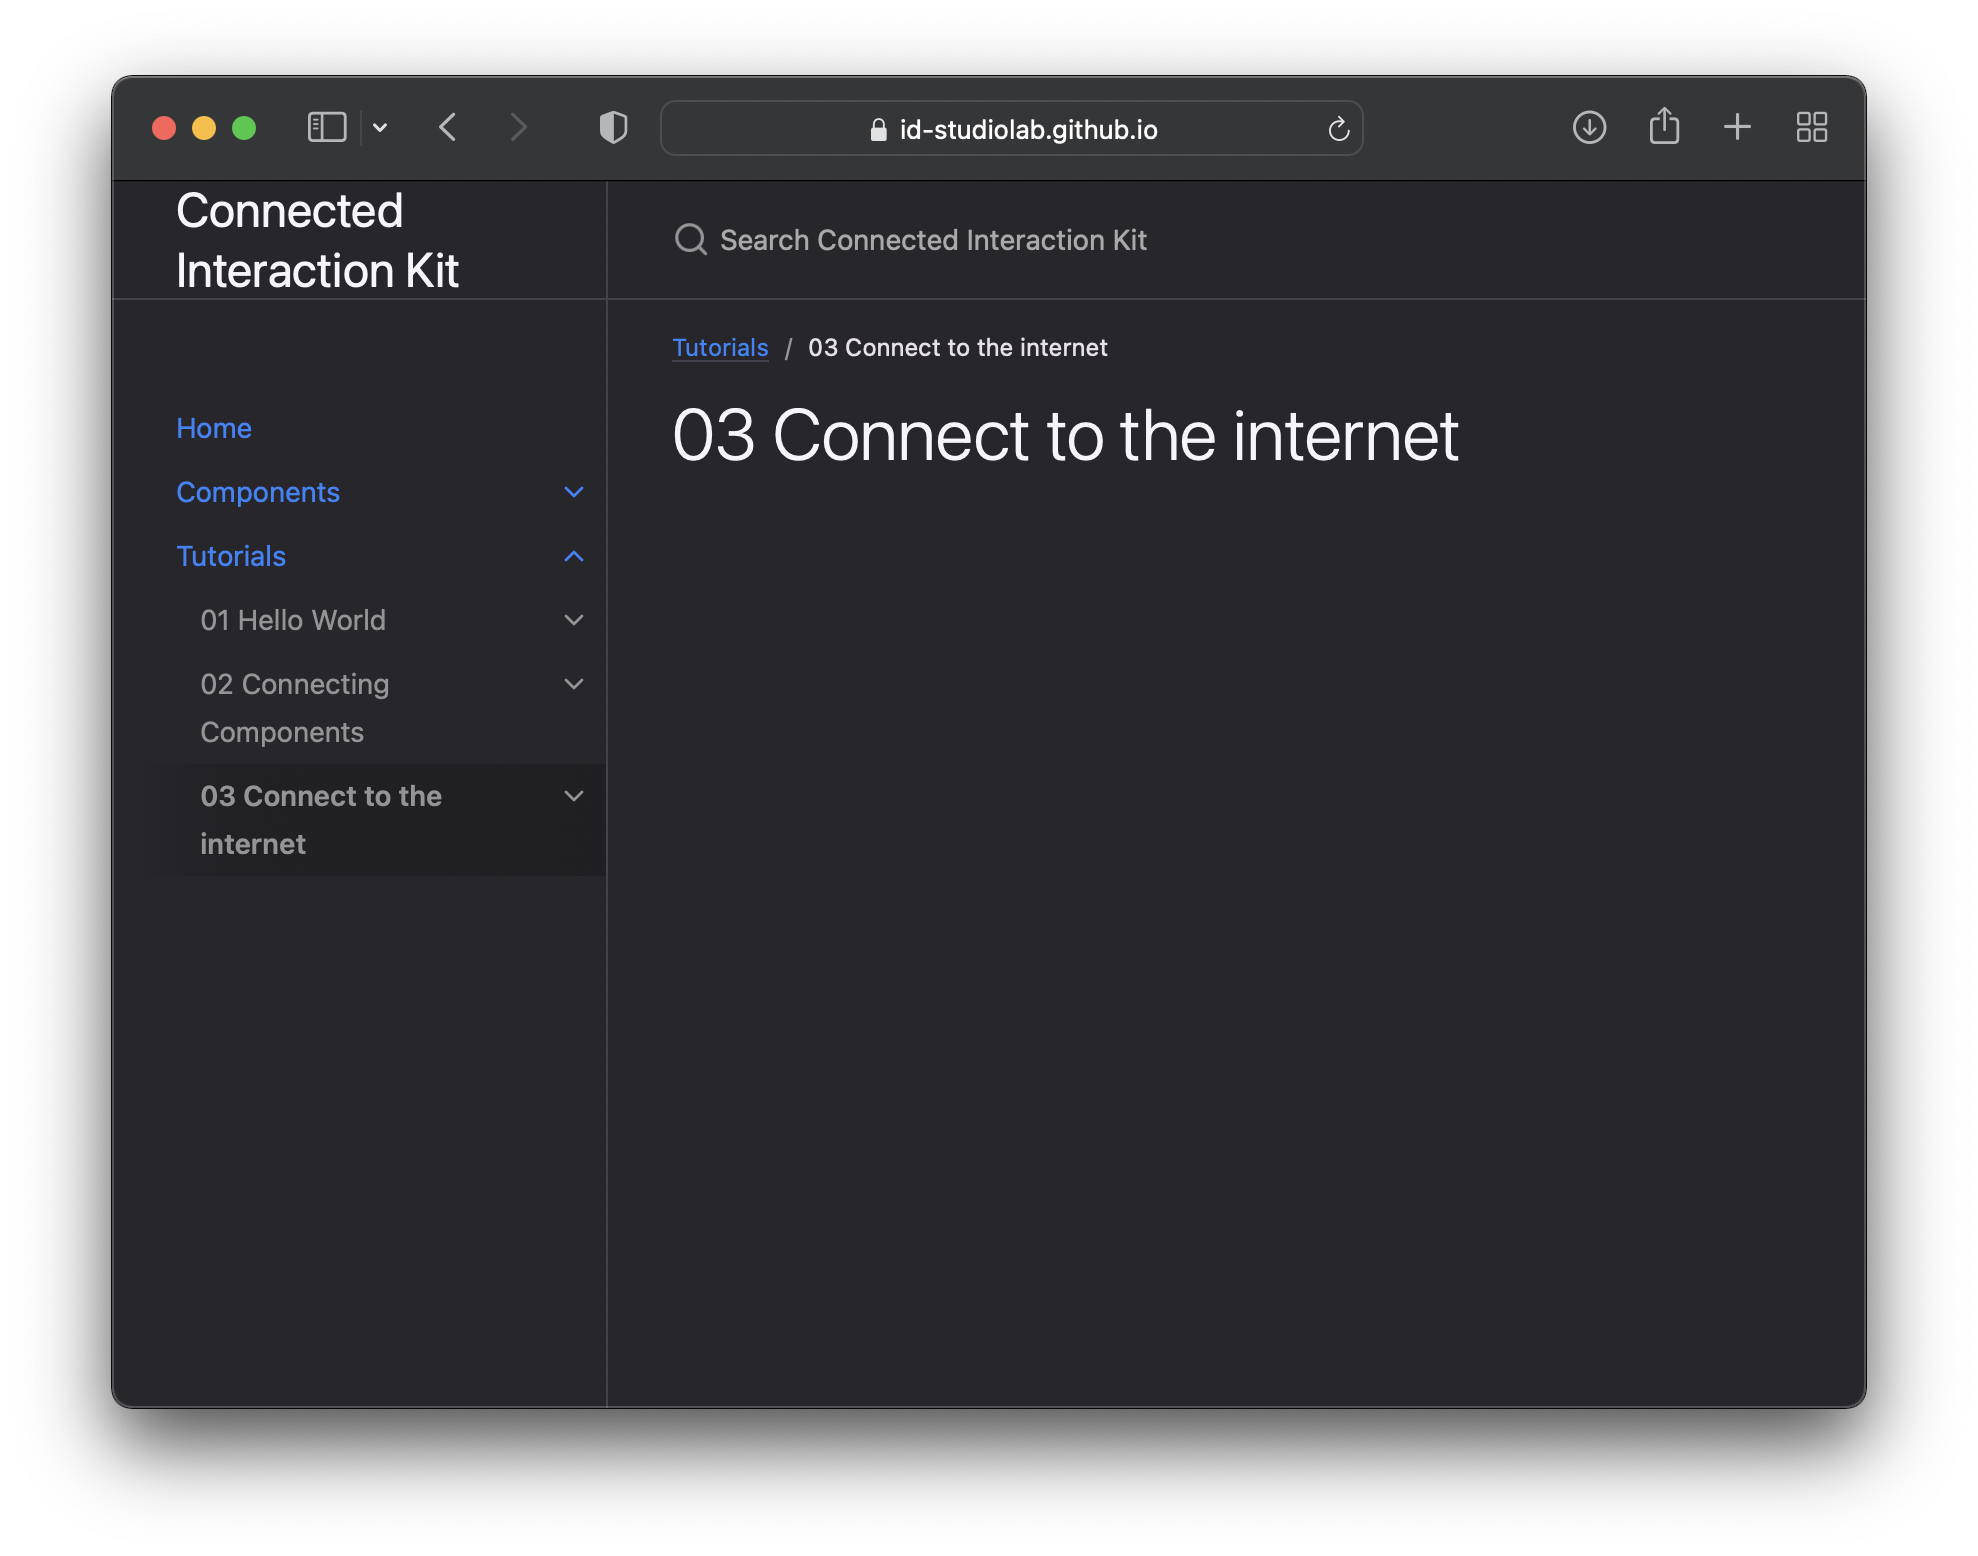 id-studiolab.github.io
Connected
Interaction Kit
Search Connected Interaction Kit
Home
Components
Tutorials
01 Hello World
02 Connecting
Components
03 Connect to the
internet
Tutorials / 03 Connect to the internet
03 Connect to the internet